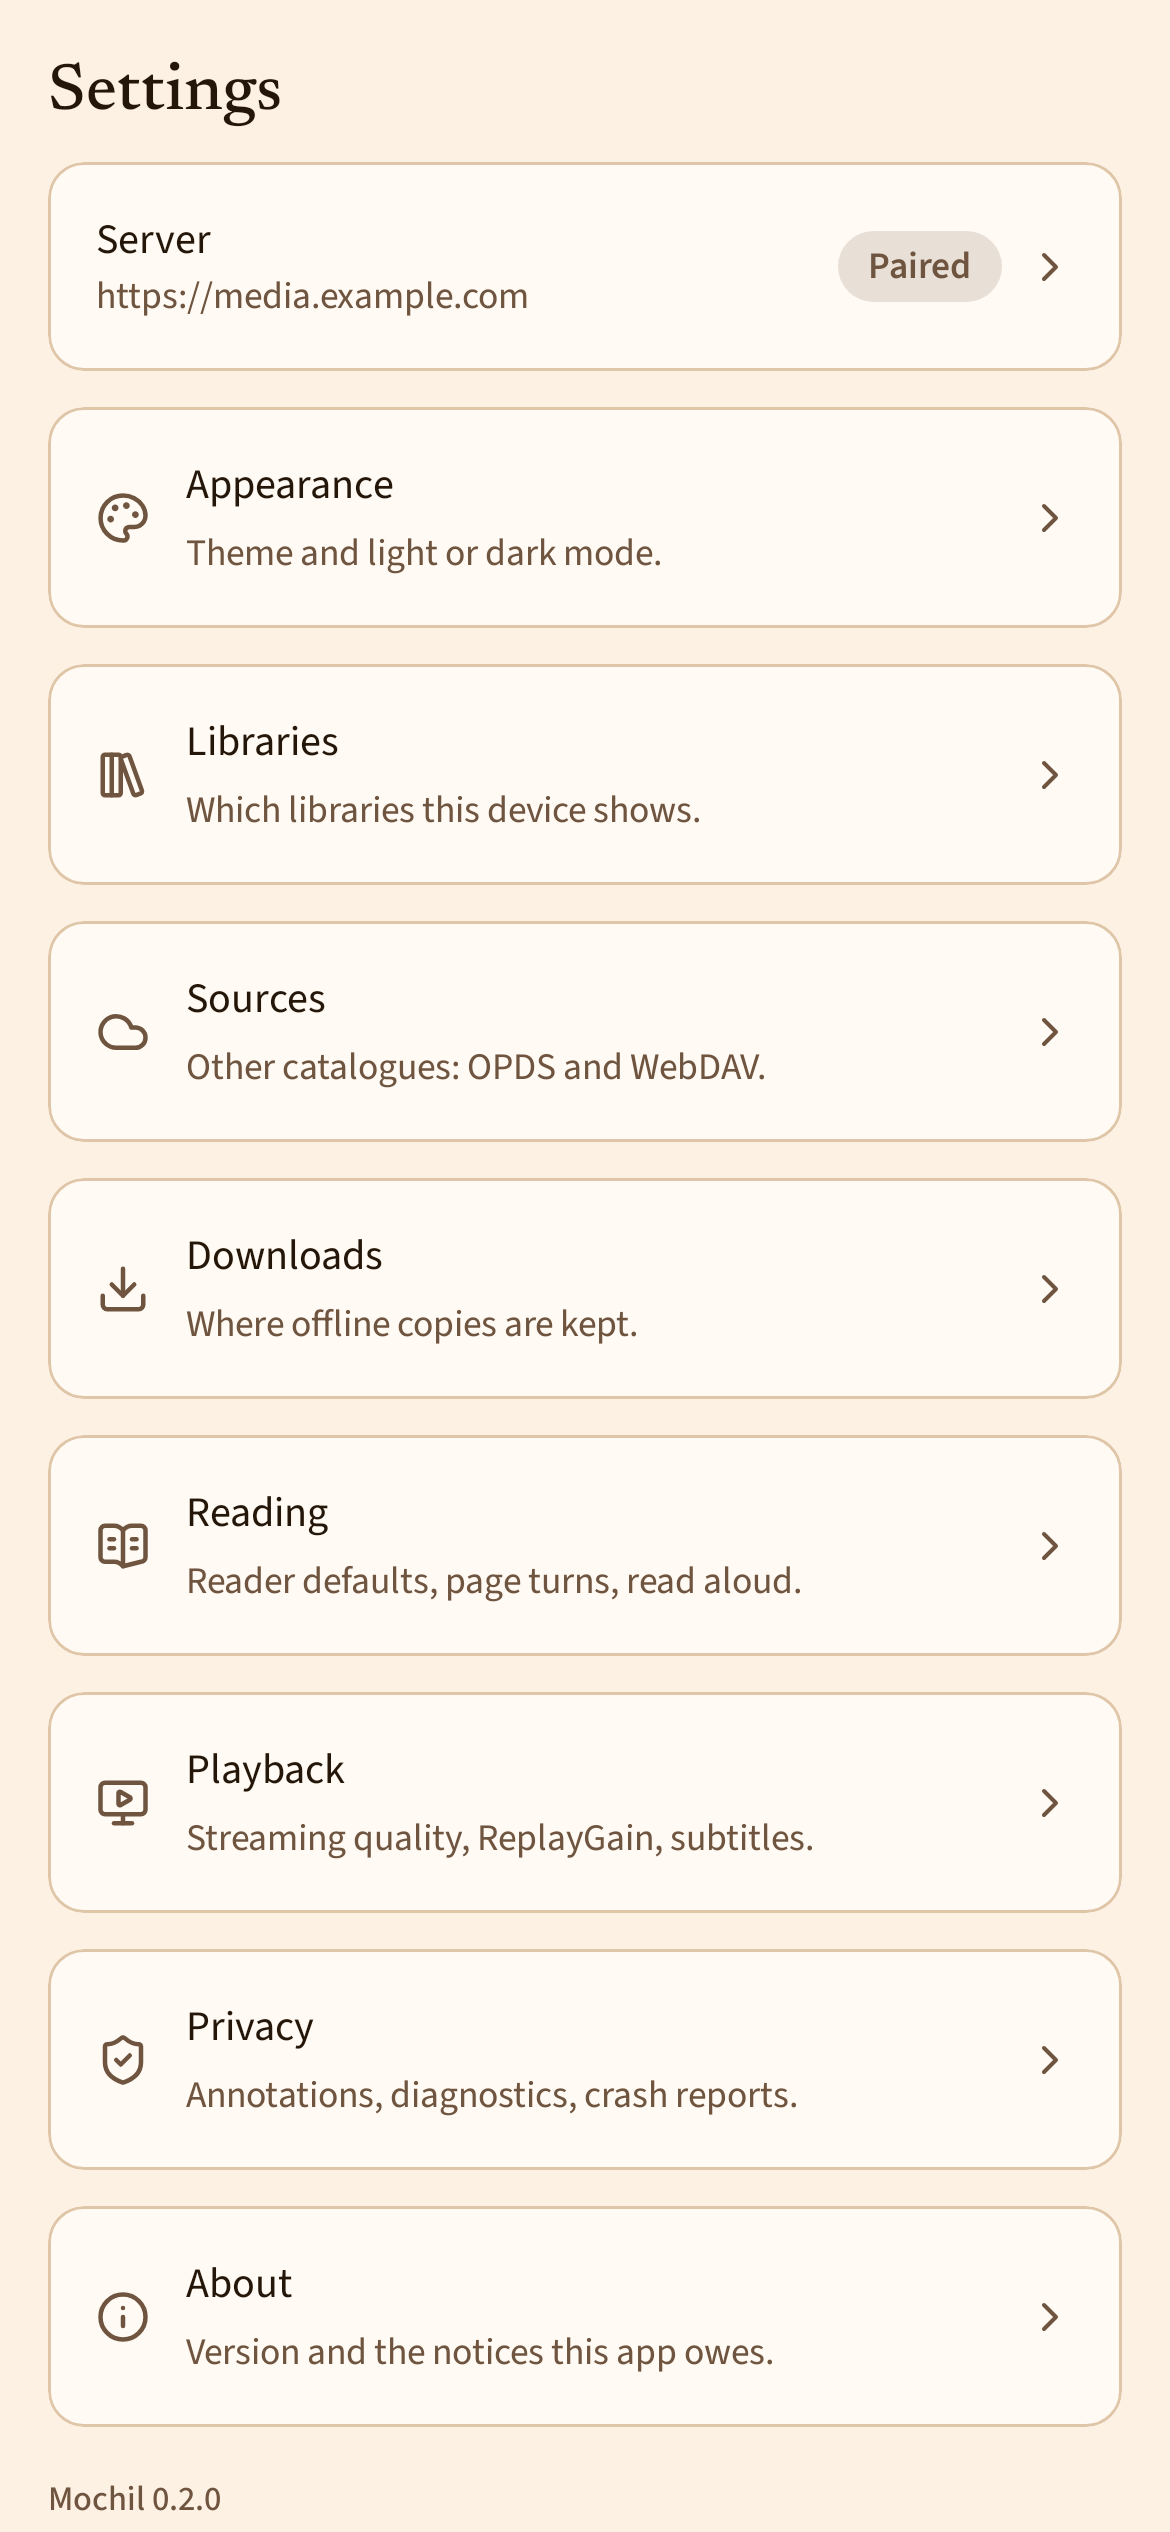 Settings
Server
https://media.example.com
Paired
Appearance
Theme and light or dark mode.
Libraries
Which libraries this device shows.
Sources
Other catalogues: OPDS and WebDAV.
Downloads
Where offline copies are kept.
Reading
Reader defaults, page turns, read aloud.
Playback
Streaming quality, ReplayGain, subtitles.
Privacy
Annotations, diagnostics, crash reports.
About
Version and the notices this app owes.
Mochil 0.2.0